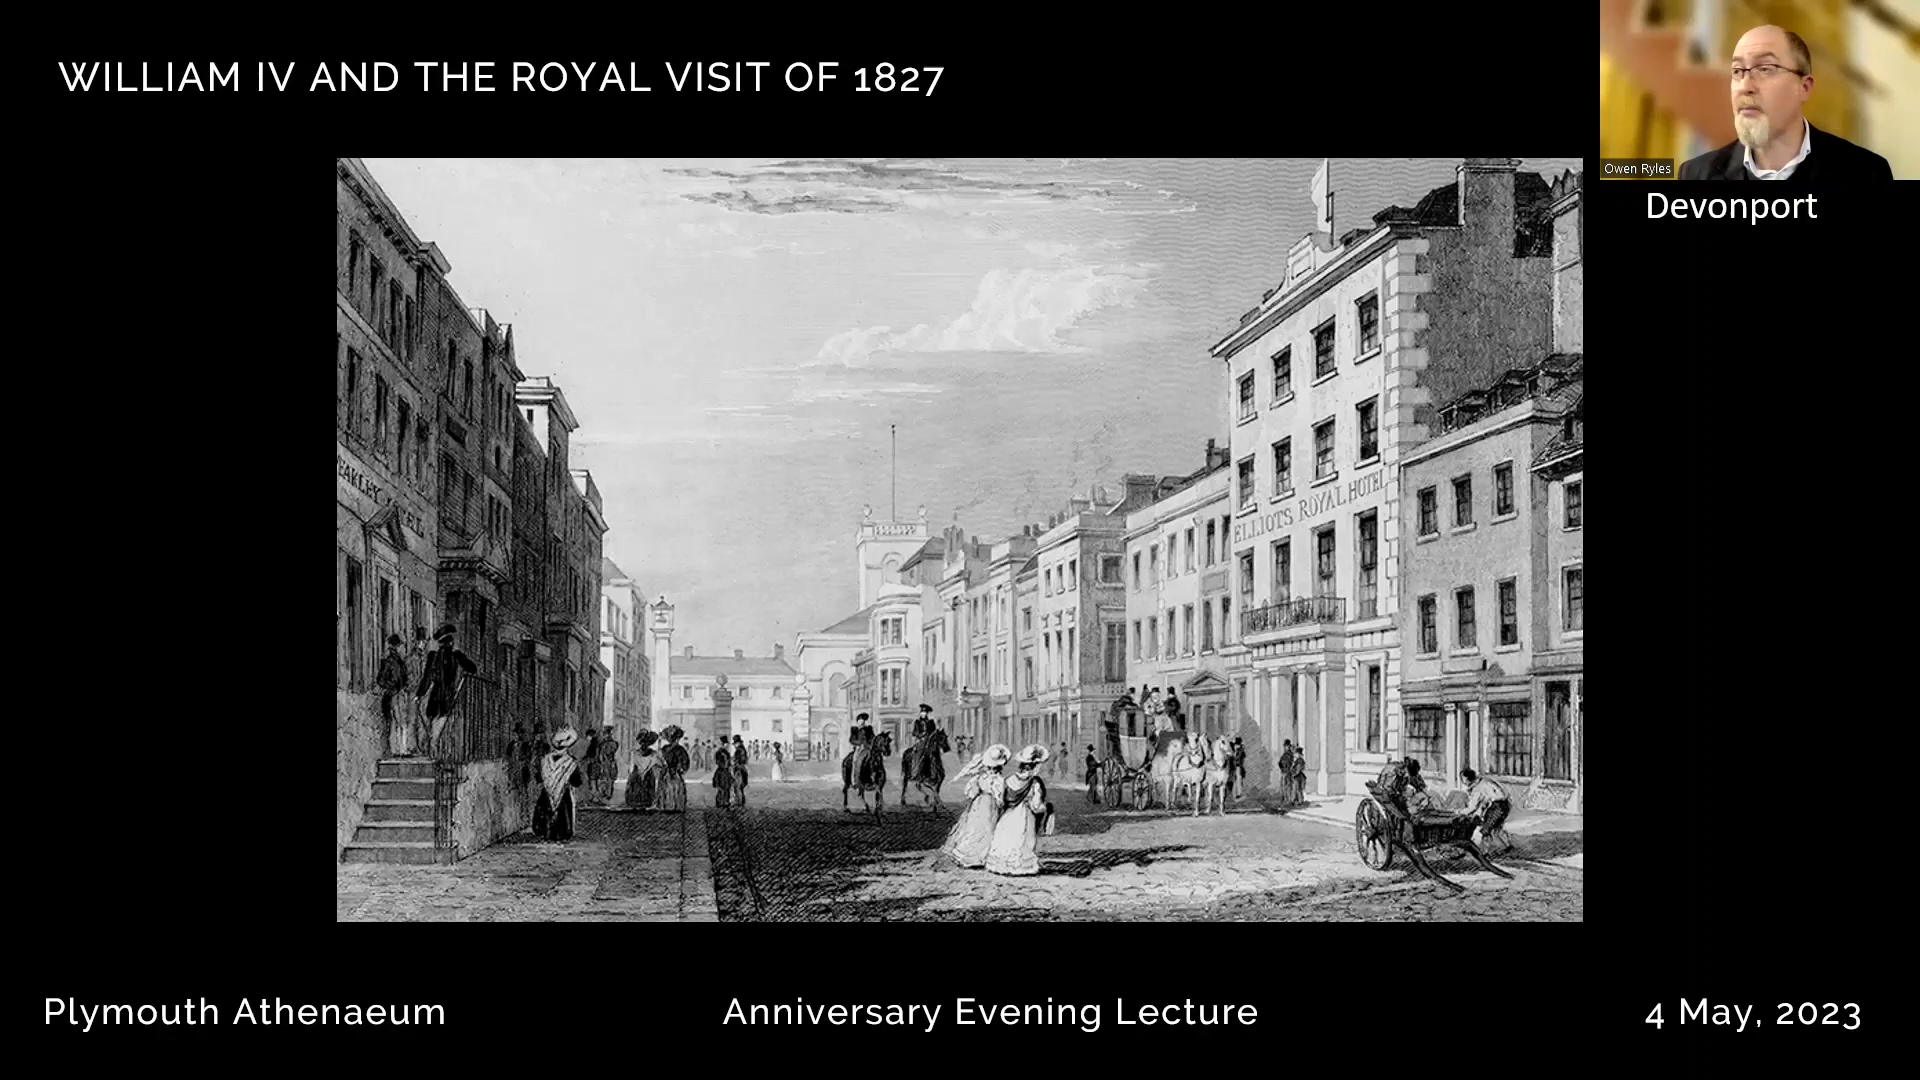 WILLIAM IV AND THE ROYAL VISIT OF 1827
Owen Ryles
Devonport
ELLIOTS ROYAL HOTEL
Plymouth Athenaeum
Anniversary Evening Lecture
4 May, 2023